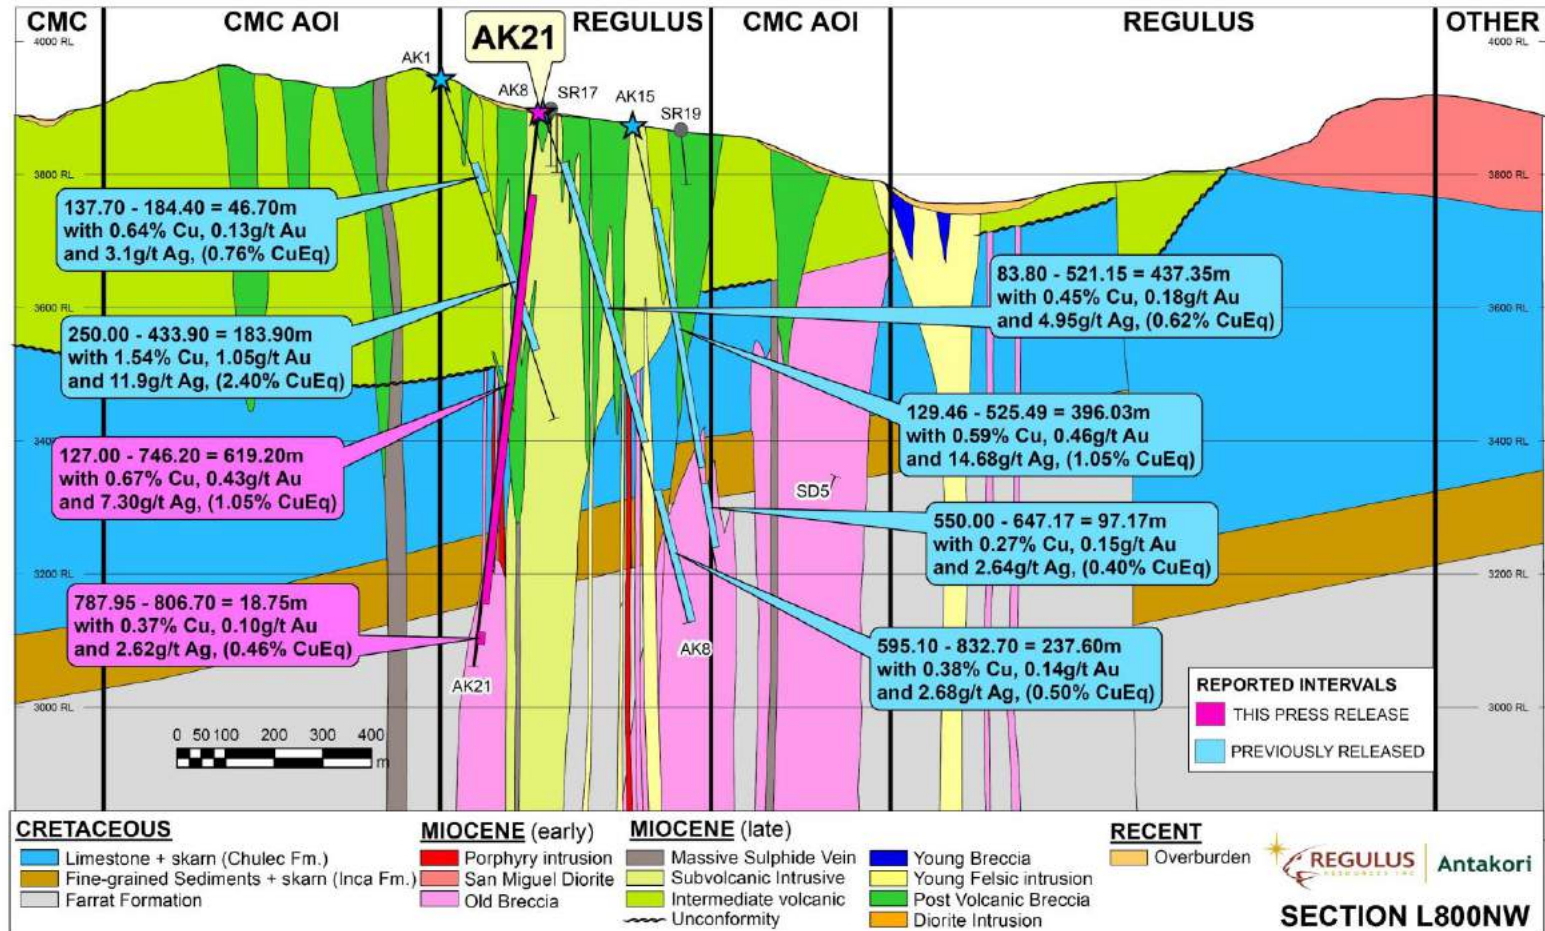 CMC
CMC AOI
REGULUS
CMC AOI
REGULUS
OTHER
4000 RL
4000 RL
AK21
AK1
AK8
SR17
AK15
SR19
3800 RL
3800 RL
137.70 - 184.40 = 46.70m
with 0.64% Cu, 0.13g/t Au
and 3.1g/t Ag, (0.76% CuEq)
83.80 - 521.15 = 437.35m
with 0.45% Cu, 0.18g/t Au
and 4.95g/t Ag, (0.62% CuEq)
3600 RL
3600 RL
250.00 - 433.90 = 183.90m
with 1.54% Cu, 1.05g/t Au
and 11.9g/t Ag, (2.40% CuEq)
129.46 - 525.49 = 396.03m
with 0.59% Cu, 0.46g/t Au
and 14.68g/t Ag, (1.05% CuEq)
3400 RL
127.00 - 746.20 = 619.20m
with 0.67% Cu, 0.43g/t Au
and 7.30g/t Ag, (1.05% CuEq)
SD5
550.00 - 647.17 = 97.17m
with 0.27% Cu, 0.15g/t Au
and 2.64g/t Ag, (0.40% CuEq)
3200 RL
3200 RL
787.95 - 806.70 = 18.75m
with 0.37% Cu, 0.10g/t Au
and 2.62g/t Ag, (0.46% CuEq)
595.10 - 832.70 = 237.60m
with 0.38% Cu, 0.14g/t Au
and 2.68g/t Ag, (0.50% CuEq)
AK8
AK21
3000 RL
3000 RL
0 50 100 200 300 400
m
REPORTED INTERVALS
THIS PRESS RELEASE
PREVIOUSLY RELEASED
CRETACEOUS
Limestone + skarn (Chulec Fm.)
Fine-grained Sediments + skarn (Inca Fm.)
Farrat Formation
MIOCENE (early)
Porphyry intrusion
San Miguel Diorite
Old Breccia
MIOCENE (late)
Massive Sulphide Vein
Subvolcanic Intrusive
Intermediate volcanic
Unconformity
Young Breccia
Young Felsic intrusion
Post Volcanic Breccia
Diorite Intrusion
RECENT
Overburden
REGULUS
RESOURCES INC
Antakori
SECTION L800NW